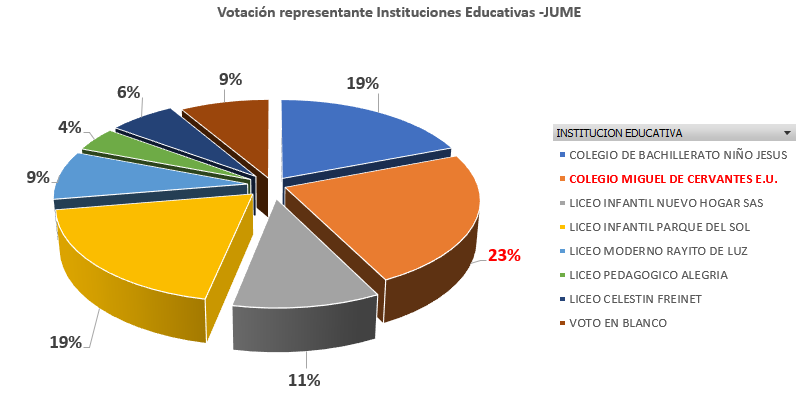 Votación representante Instituciones Educativas -JUME
9%
19%
6%
4%
9%
23%
19%
11%
INSTITUCION EDUCATIVA
COLEGIO DE BACHILLERATO NIÑO JESUS
COLEGIO MIGUEL DE CERVANTES E.U.
LICEO INFANTIL NUEVO HOGAR SAS
LICEO INFANTIL PARQUE DEL SOL
LICEO MODERNO RAYITO DE LUZ
LICEO PEDAGOGICO ALEGRIA
LICEO CELESTIN FREINET
VOTO EN BLANCO